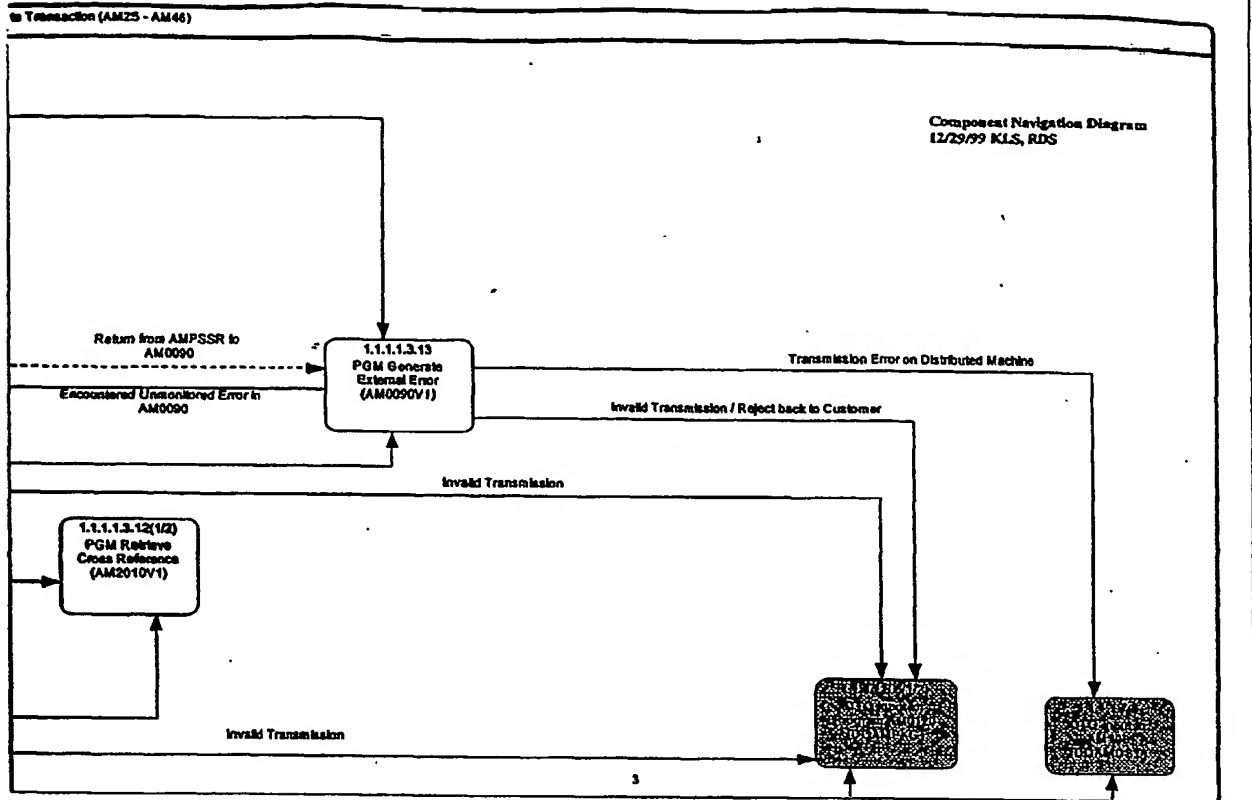 to Transaction (AM25 - AM46)
Component Navigation Diagram
12/29/99 KLS, RDS
Return from AMPSSR to
AM0090
1.1.1.1.3.13
PGM Generate
External Error
(AM0090V1)
Transmission Error on Distributed Machine
Encountered Unmonitored Error in
AM0090
Invalid Transmission / Reject back to Customer
Invalid Transmission
1.1.1.1.3.12(1/2)
PGM Retrieve
Cross Reference
(AM2010V1)
Invalid Transmission
3